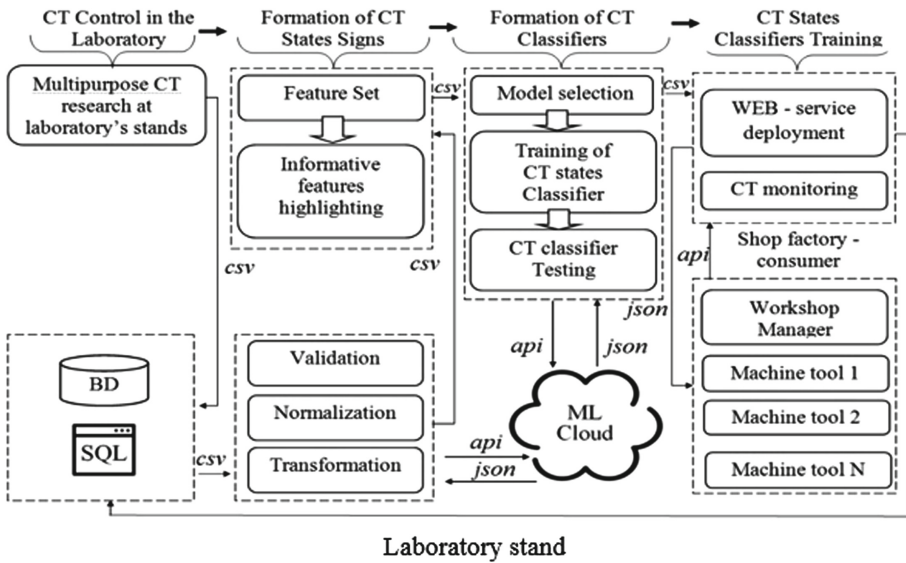 CT Control in the
Laboratory
Formation of CT
States Signs
Formation of CT
Classifiers
CT States
Classifiers Training
Multipurpose CT
research at
laboratory's stands
Feature Set
csv
Model selection
csv
WEB - service
deployment
Informative
features
highlighting
Training of
CT states
Classifier
CT monitoring
CT classifier
Testing
csv
csv
api
Shop factory -
consumer
json
Workshop
Manager
BD
SQL
csv
Validation
Normalization
Transformation
api
json
api
json
ML
Cloud
Machine tool 1
Machine tool 2
Machine tool N
Laboratory stand